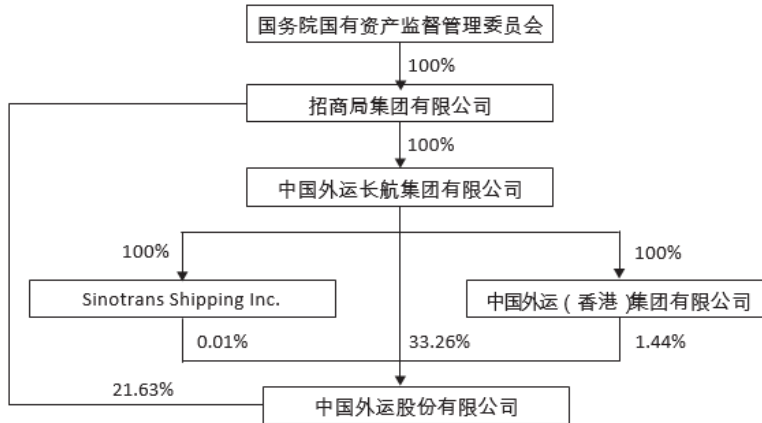 国务院国有资产监督管理委员会
100%
招商局集团有限公司
100%
中国外运长航集团有限公司
100%
100%
Sinotrans Shipping Inc.
中国外运（香港）集团有限公司
0.01%
33.26%
1.44%
21.63%
中国外运股份有限公司